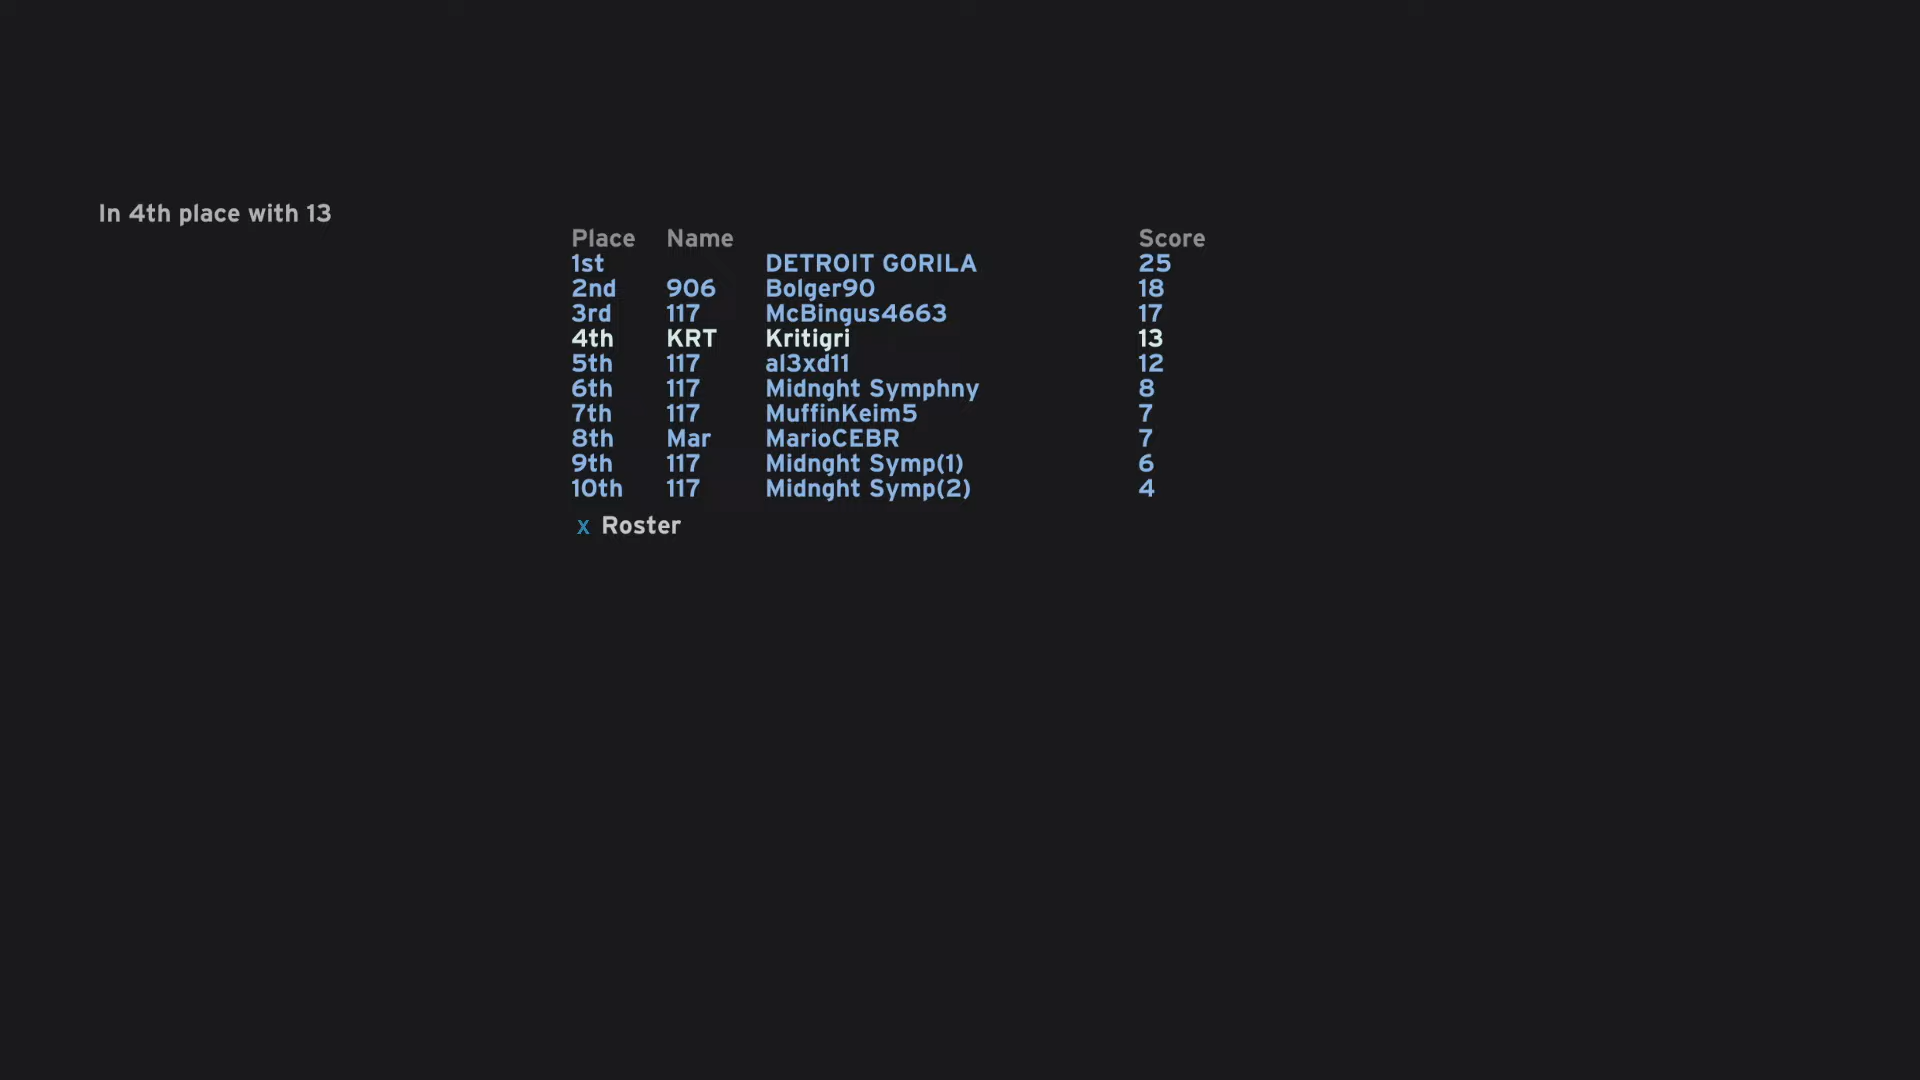 In 4th place with 13
Place Name Score
1st DETROIT GORILA 25
2nd 906 Bolger90 18
3rd 117 McBingus4663 17
4th KRT Kritigri 13
5th 117 al3xd11 12
6th 117 Midnght Symphny 8
7th 117 MuffinKeim5 7
8th Mar MarioCEBR 7
9th 117 Midnght Symp(1) 6
10th 117 Midnght Symp(2) 4
x Roster